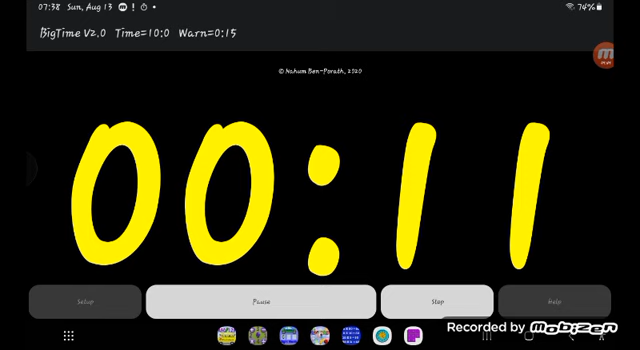 07:38 Sun, Aug 13 74%
BigTime V2.0 Time=10:0 Warn=0:15
© Nahum Ben-Porath, 2020
00:11
Setup Pause Stop Help
Recorded by mobizen